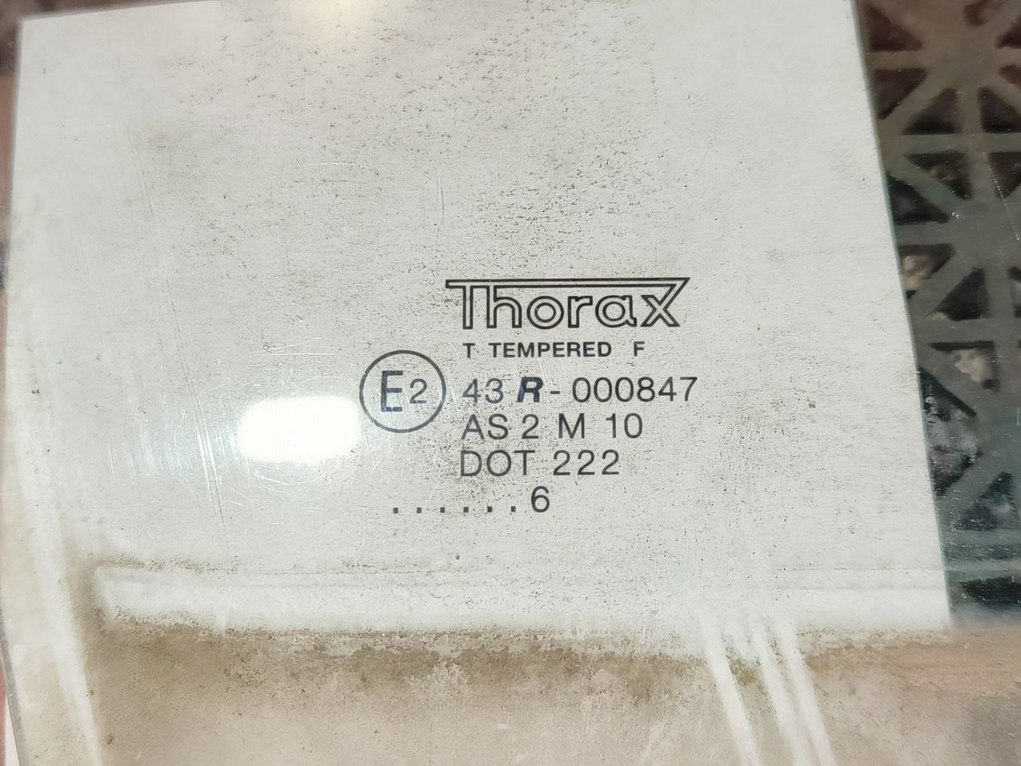 Thorax
T TEMPERED F
E2 43 R - 000847
AS 2 M 10
DOT 222
......6